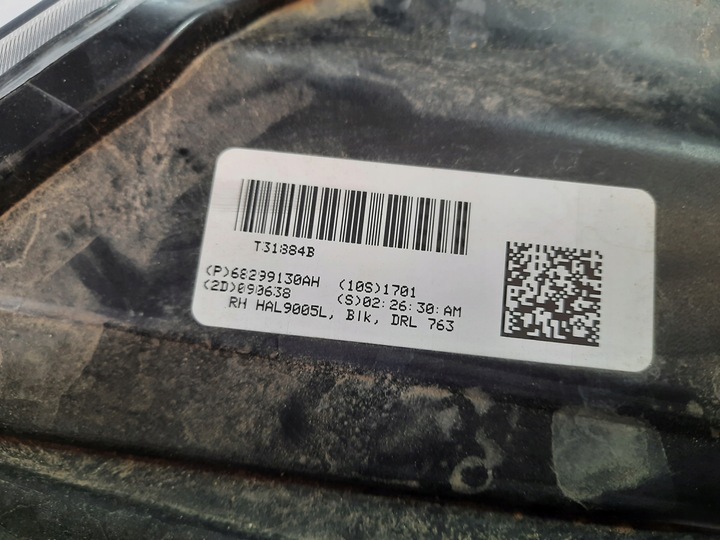 T31884B
(P)68299130AH (10S)1701
(2D)090638 (S)02:26:30:AM
RH HAL9005L, Blk, DRL 763